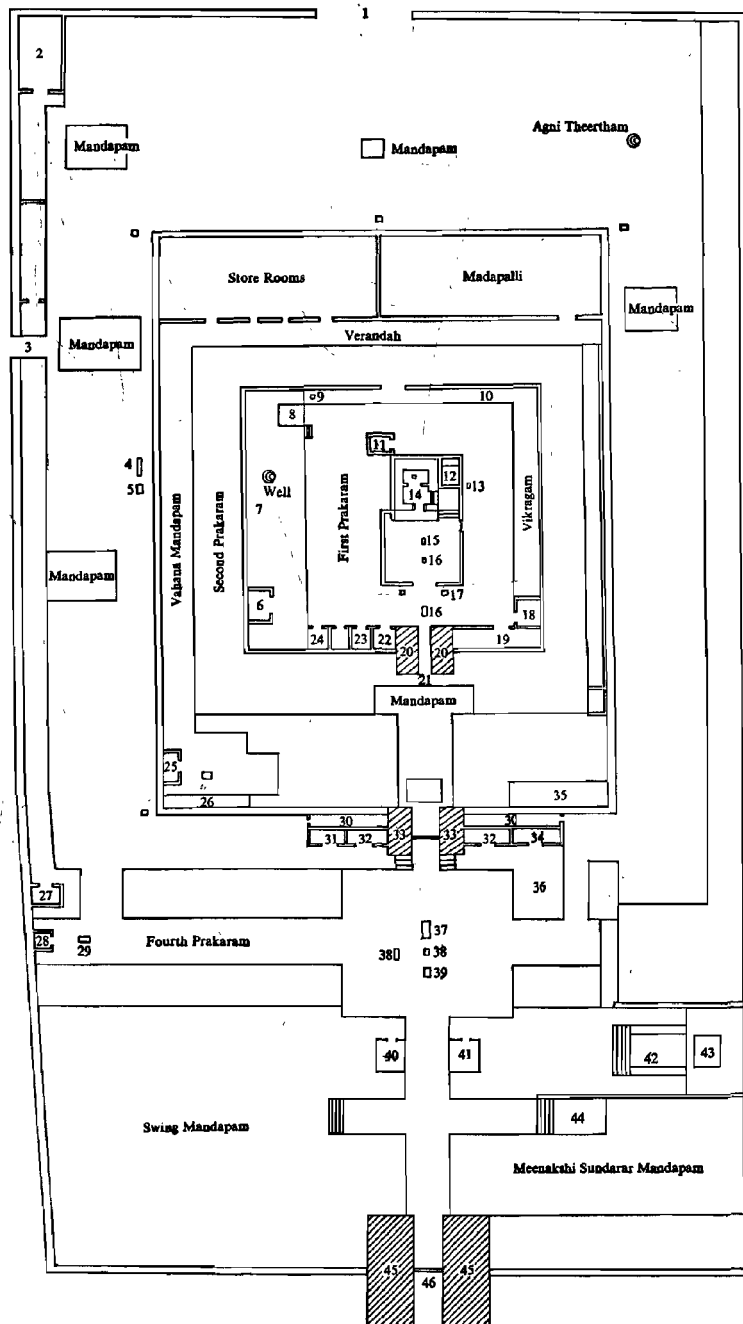 1
2
Agni Theertham
Mandapam
Mandapam
Store Rooms
Madapalli
Mandapam
3
Mandapam
Verandah
9
10
8
11
4
5
Well
7
12
13
14
Vahana Mandapam
Second Prakaram
First Prakaram
Vikragam
15
16
Mandapam
6
17
16
18
24
23
22
20
20
19
21
Mandapam
25
26
35
30
30
31
32
33
33
32
34
27
36
28
29
Fourth Prakaram
37
38
38
39
40
41
42
43
44
Swing Mandapam
Meenakshi Sundarar Mandapam
45
46
45